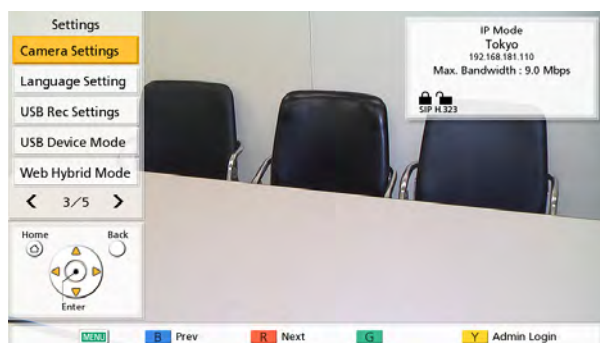 Settings
Camera Settings
Language Setting
USB Rec Settings
USB Device Mode
Web Hybrid Mode
3/5
Home
Back
Enter
IP Mode
Tokyo
192.168.181.110
Max. Bandwidth : 9.0 Mbps
SIP H.323
MENU
B Prev
R Next
G
Y Admin Login